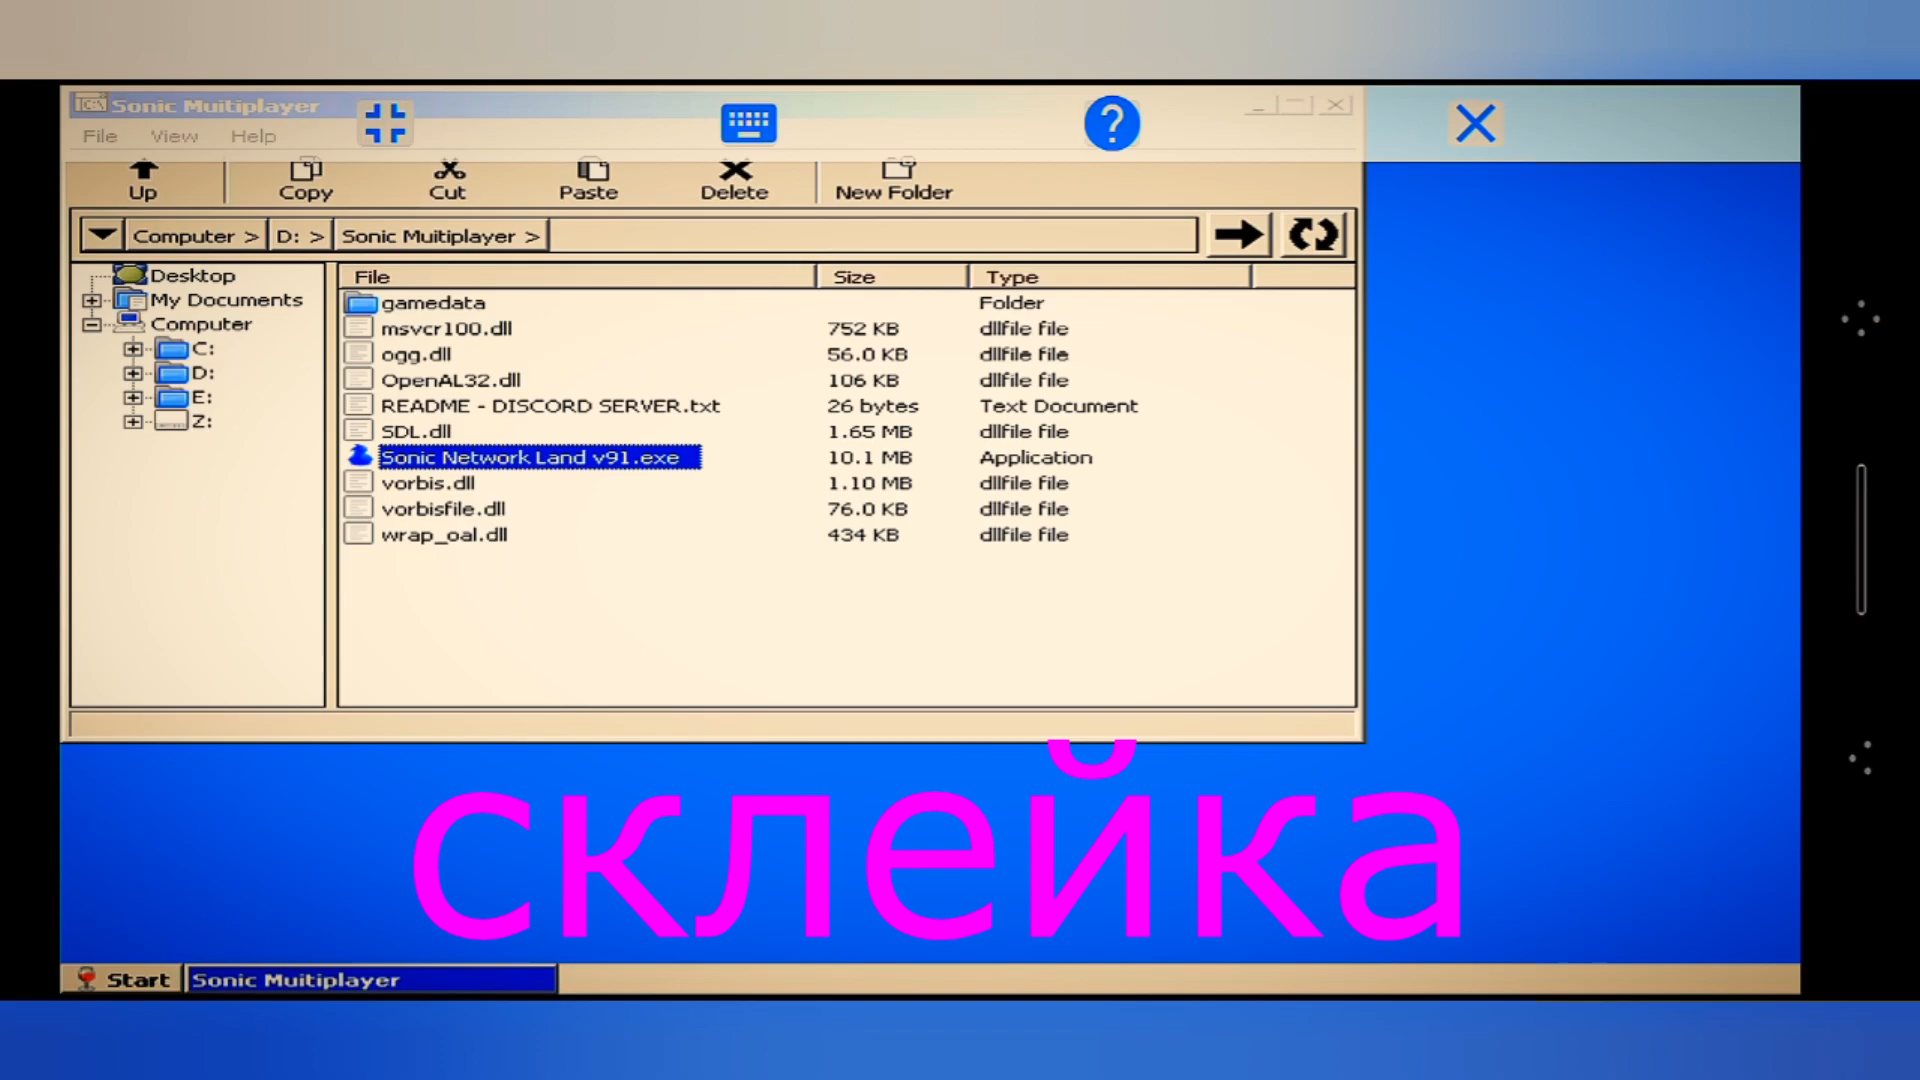 Sonic Muitiplayer
File View Help
Up Copy Cut Paste Delete New Folder
Computer > D: > Sonic Muitiplayer >
Desktop
My Documents
Computer
C:
D:
E:
Z:
File Size Type
gamedata Folder
msvcr100.dll 752 KB dllfile file
ogg.dll 56.0 KB dllfile file
OpenAL32.dll 106 KB dllfile file
README - DISCORD SERVER.txt 26 bytes Text Document
SDL.dll 1.65 MB dllfile file
Sonic Network Land v91.exe 10.1 MB Application
vorbis.dll 1.10 MB dllfile file
vorbisfile.dll 76.0 KB dllfile file
wrap_oal.dll 434 KB dllfile file
склейка
Start Sonic Muitiplayer